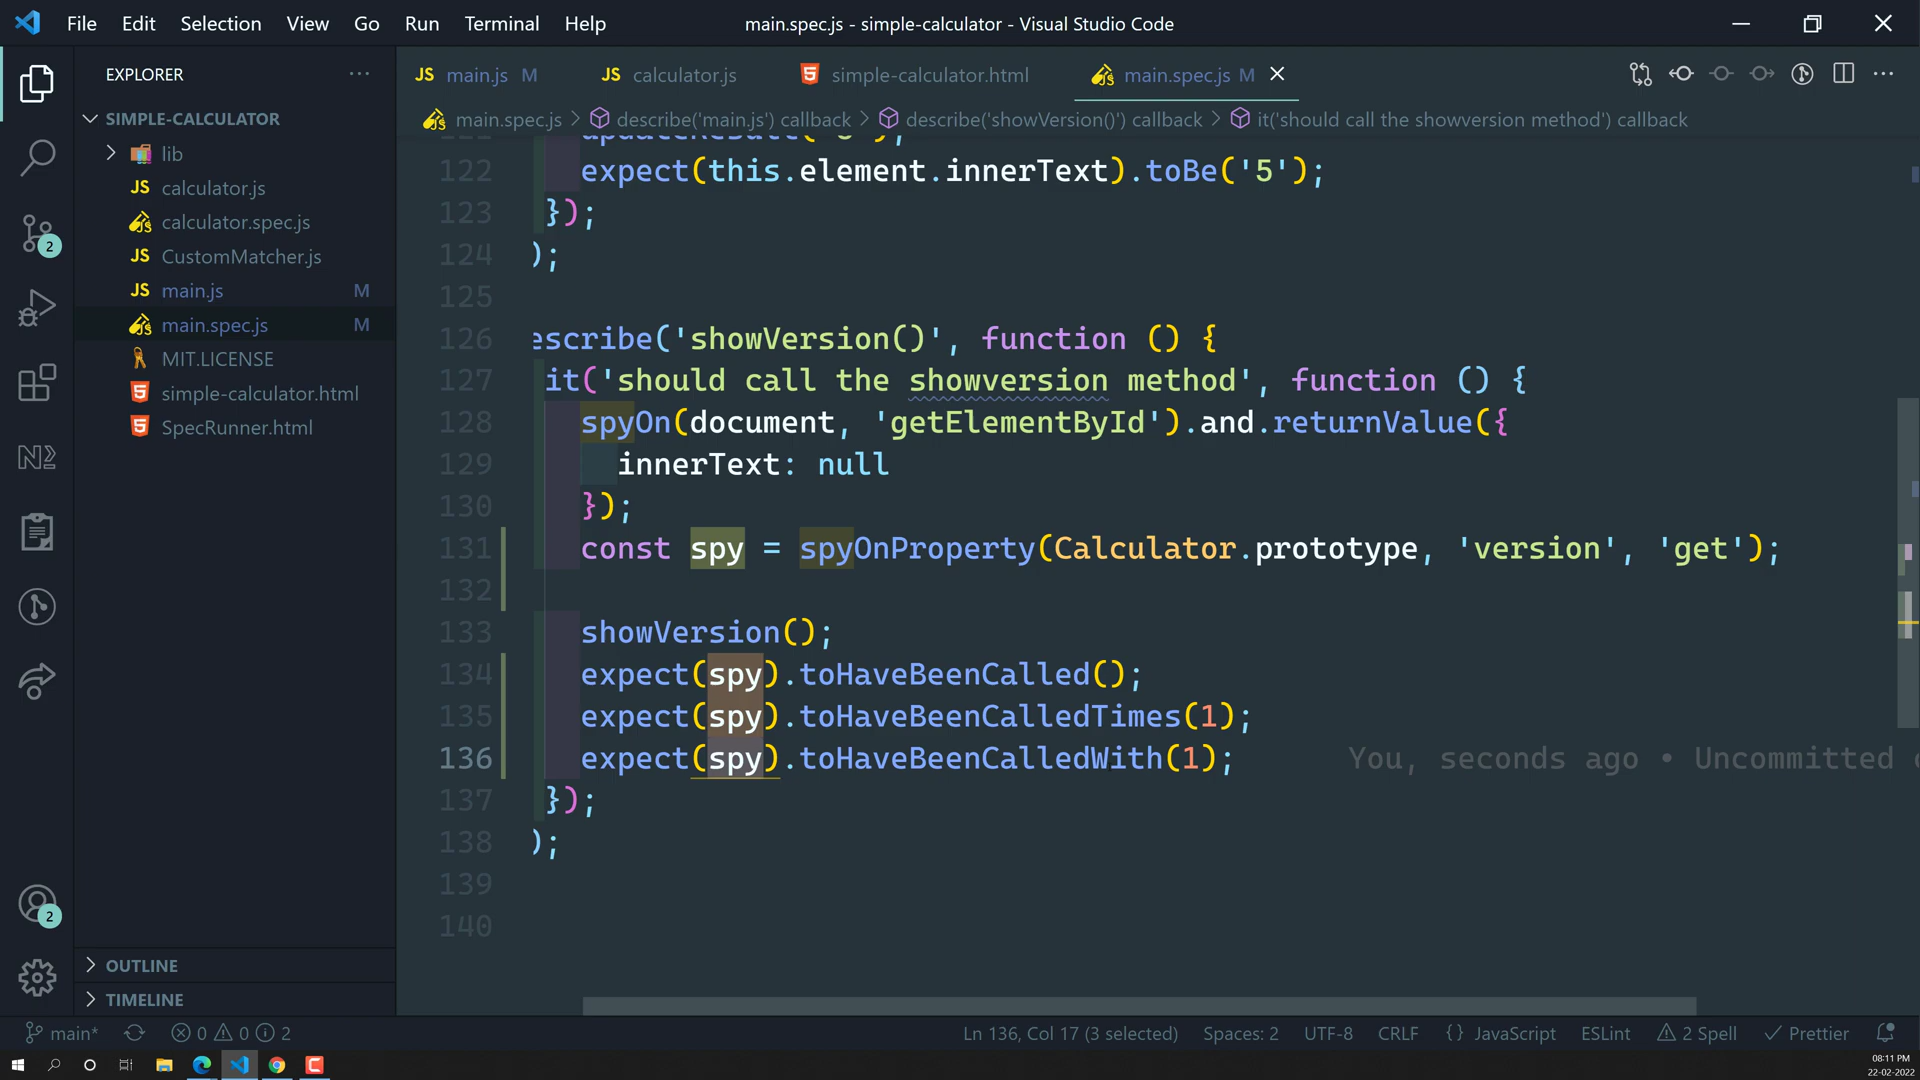 File Edit Selection View Go Run Terminal Help
main.spec.js - simple-calculator - Visual Studio Code
EXPLORER
SIMPLE-CALCULATOR
lib
JS calculator.js
calculator.spec.js
JS CustomMatcher.js
JS main.js M
main.spec.js M
MIT.LICENSE
simple-calculator.html
SpecRunner.html
OUTLINE
TIMELINE
2
2
JS main.js M
JS calculator.js
simple-calculator.html
main.spec.js M
main.spec.js > describe('main.js') callback > describe('showVersion()') callback > it('should call the showversion method') callback
122 expect(this.element.innerText).toBe('5');
123 });
124 );
125
126 escribe('showVersion()', function () {
127 it('should call the showversion method', function () {
128 spyOn(document, 'getElementById').and.returnValue({
129 innerText: null
130 });
131 const spy = spyOnProperty(Calculator.prototype, 'version', 'get');
132
133 showVersion();
134 expect(spy).toHaveBeenCalled();
135 expect(spy).toHaveBeenCalledTimes(1);
136 expect(spy).toHaveBeenCalledWith(1); You, seconds ago • Uncommitted c
137 });
138 );
139
140
main* 0 0 2 Ln 136, Col 17 (3 selected) Spaces: 2 UTF-8 CRLF {} JavaScript ESLint 2 Spell Prettier
08:11 PM
22-02-2022